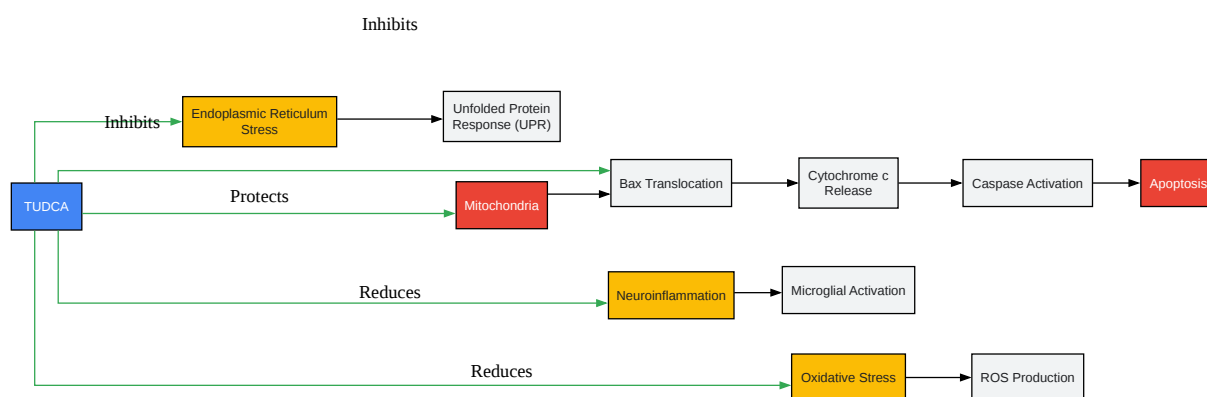 Inhibits
Endoplasmic Reticulum
Stress
Unfolded Protein
Response (UPR)
Inhibits
Bax Translocation
Cytochrome c
Release
Caspase Activation
Apoptosis
TUDCA
Protects
Mitochondria
Reduces
Neuroinflammation
Microglial Activation
Reduces
Oxidative Stress
ROS Production